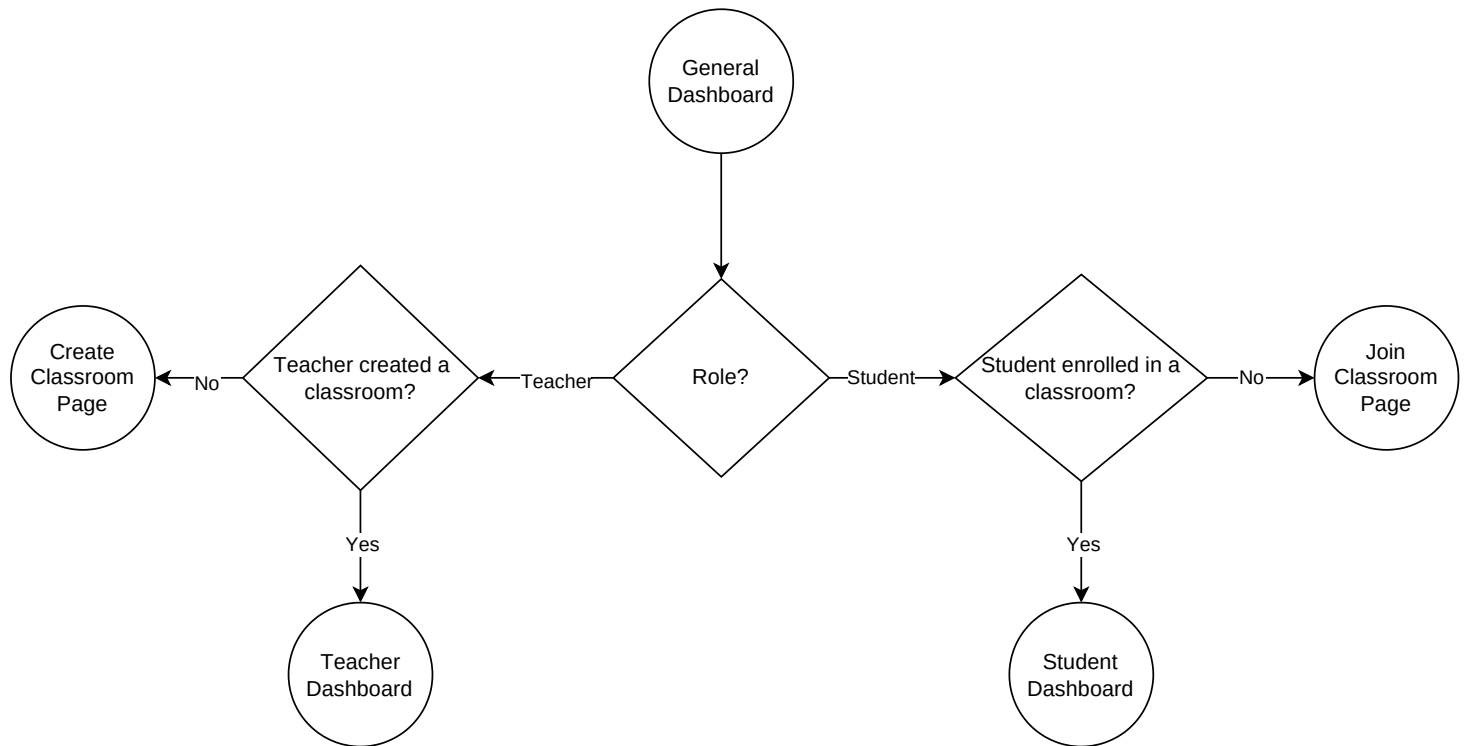 General
Dashboard
Create
Classroom
Page
No
Teacher created a
classroom?
Teacher
Role?
Student
Student enrolled in a
classroom?
No
Join
Classroom
Page
Yes
Yes
Teacher
Dashboard
Student
Dashboard